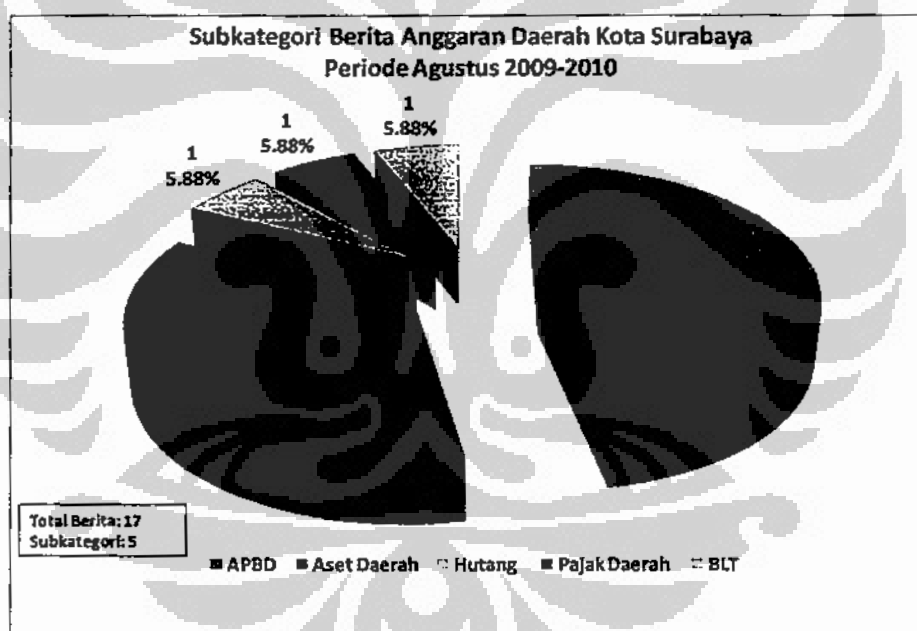 Subkategori Berita Anggaran Daerah Kota Surabaya
Periode Agustus 2009-2010
1
5.88%
1
5.88%
1
5.88%
Total Berita: 17
Subkategori: 5
APBD Aset Daerah Hutang Pajak Daerah BLT